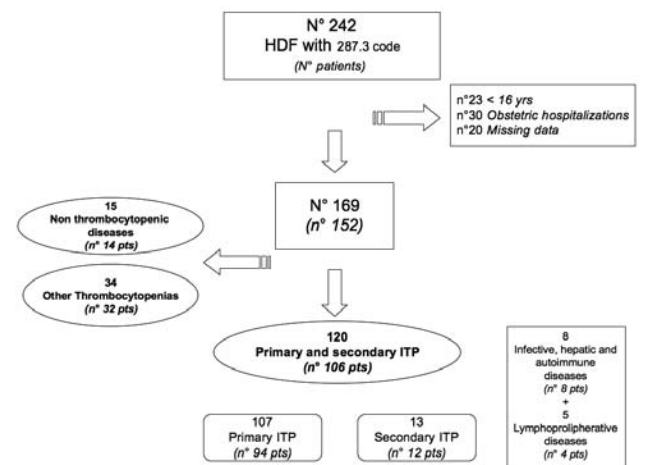 N° 242
HDF with 287.3 code
(N° patients)
n°23 < 16 yrs
n°30 Obstetric hospitalizations
n°20 Missing data
N° 169
(n° 152)
15
Non thrombocytopenic
diseases
(n° 14 pts)
34
Other Thrombocytopenias
(n° 32 pts)
120
Primary and secondary ITP
(n° 106 pts)
107
Primary ITP
(n° 94 pts)
13
Secondary ITP
(n° 12 pts)
8
Infective, hepatic and
autoimmune
diseases
(n° 8 pts)
+
5
Lymphoprolipherative
diseases
(n° 4 pts)